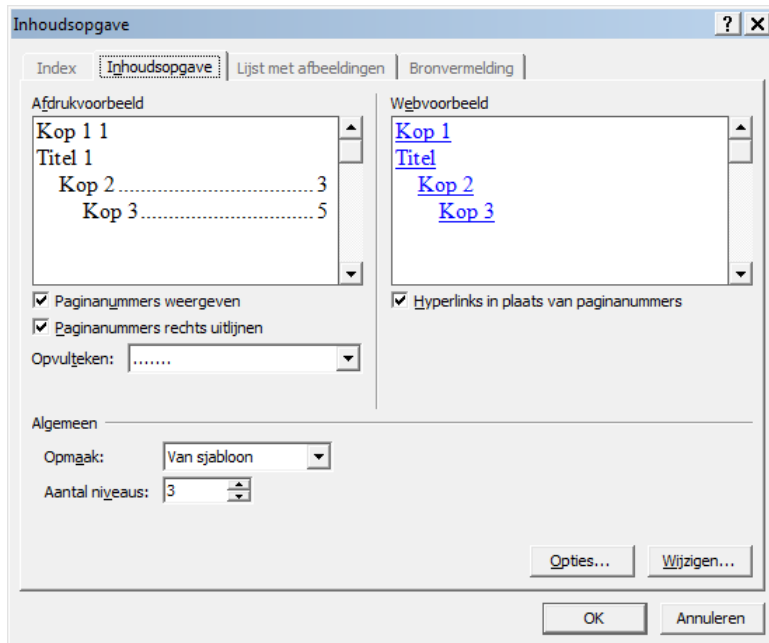 Inhoudsopgave
Index Inhoudsopgave Lijst met afbeeldingen Bronvermelding
Afdrukvoorbeeld
Kop 1 1
Titel 1
Kop 2.......................................3
Kop 3..................................5
Paginanummers weergeven
Paginanummers rechts uitlijnen
Opvulteken: .......
Webvoorbeeld
Kop 1
Titel
Kop 2
Kop 3
Hyperlinks in plaats van paginanummers
Algemeen
Opmaak: Van sjabloon
Aantal niveaus: 3
Opties... Wijzigen...
OK Annuleren